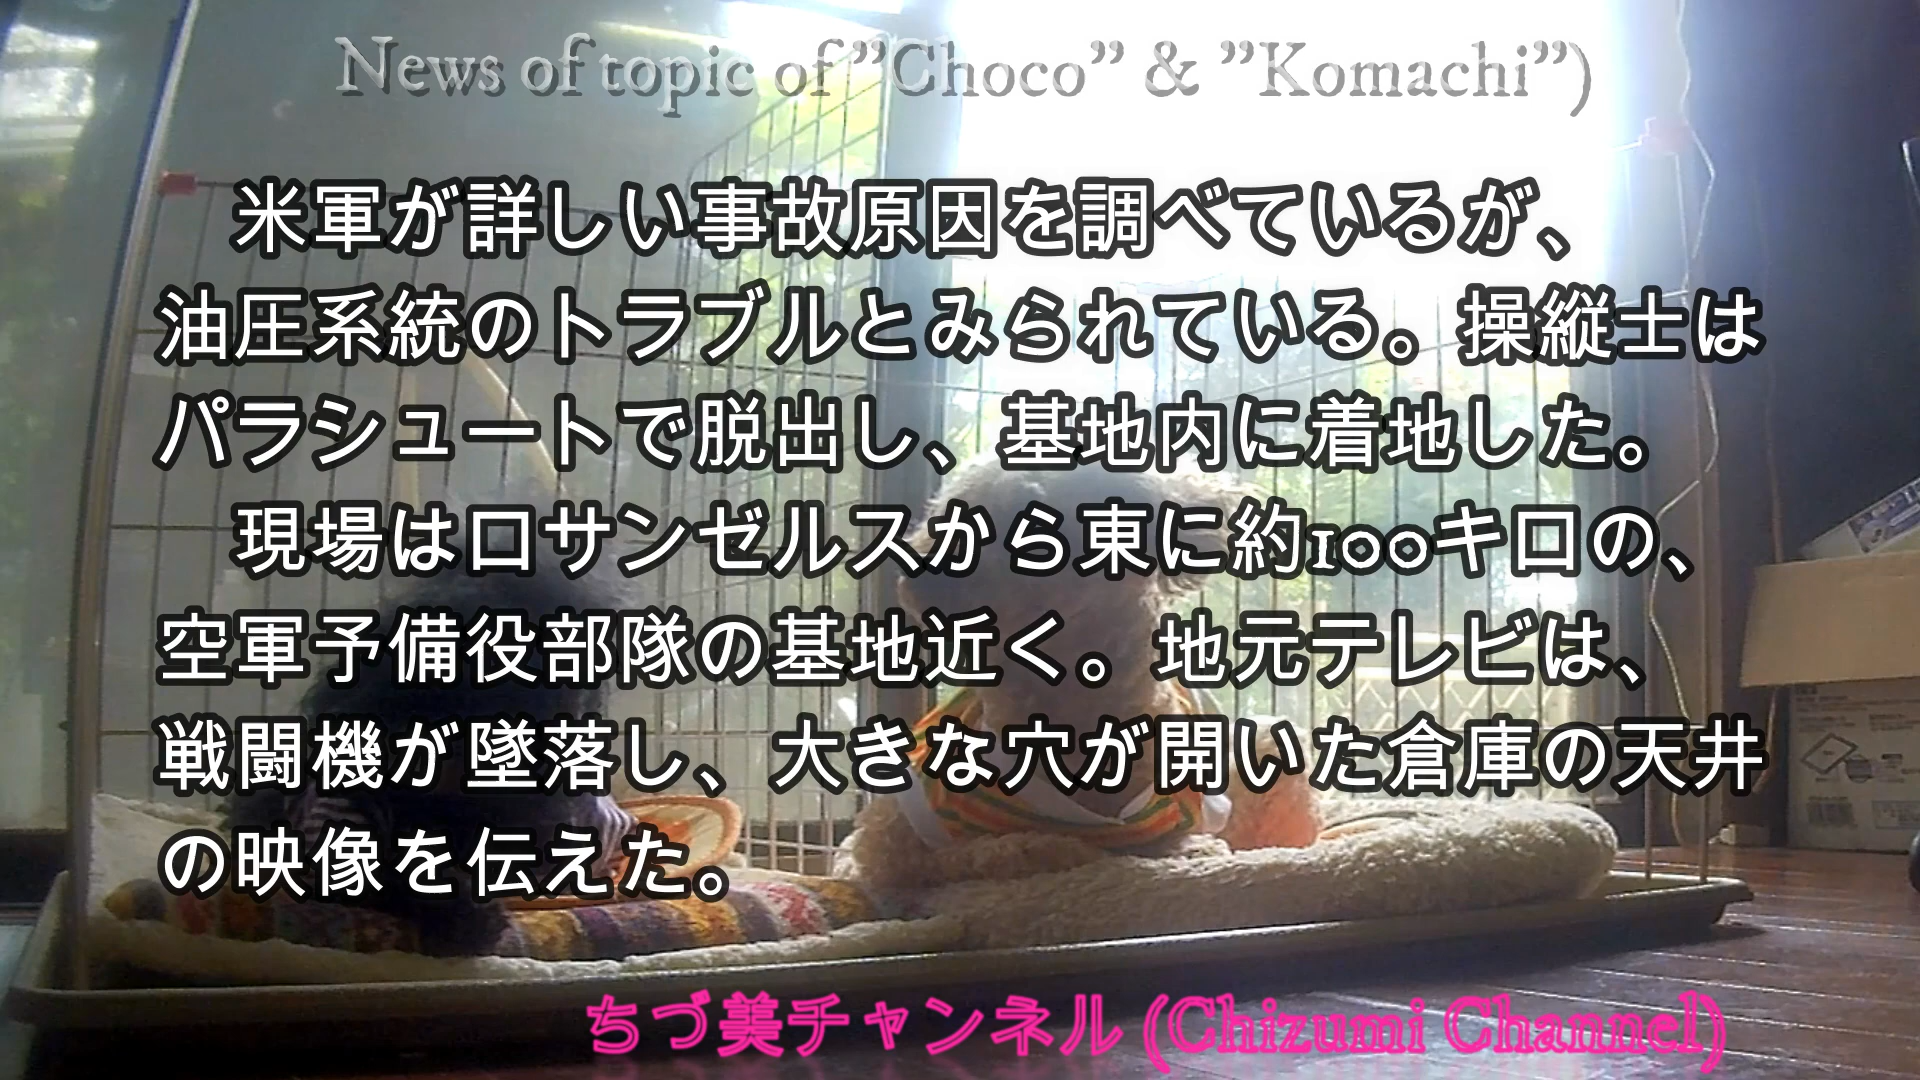 News of topic of "Choco" & "Komachi")
米軍が詳しい事故原因を調べているが、
油圧系統のトラブルとみられている。操縦士は
パラシュートで脱出し、基地内に着地した。
現場はロサンゼルスから東に約100キロの、
空軍予備役部隊の基地近く。地元テレビは、
戦闘機が墜落し、大きな穴が開いた倉庫の天井
の映像を伝えた。
ちづ美チャンネル (Chizumi Channel)